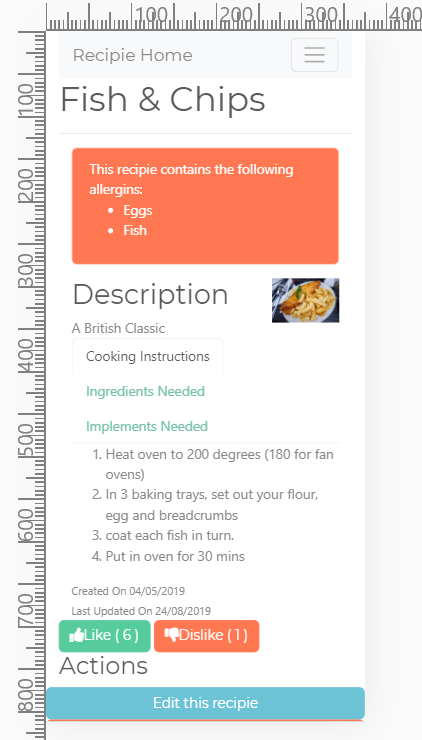 100 200 300 400
Recipie Home
Fish & Chips
This recipie contains the following
allergins:
Eggs
Fish
Description
A British Classic
Cooking Instructions
Ingredients Needed
Implements Needed
1. Heat oven to 200 degrees (180 for fan
ovens)
2. In 3 baking trays, set out your flour,
egg and breadcrumbs
3. coat each fish in turn.
4. Put in oven for 30 mins
Created On 04/05/2019
Last Updated On 24/08/2019
Like ( 6 ) Dislike ( 1 )
Actions
Edit this recipie
100
200
300
400
500
600
700
800